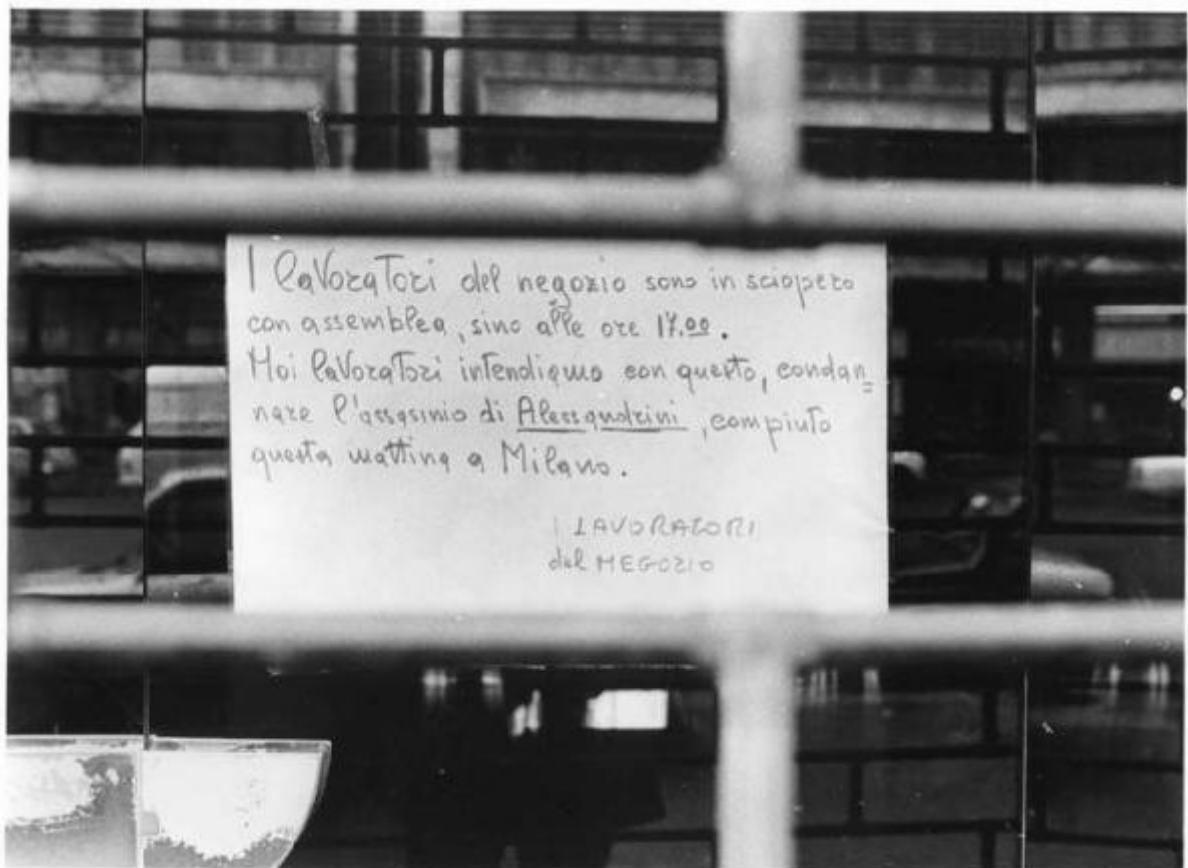 I lavoratori del negozio sono in sciopero
con assemblea, sino alle ore 17.00.
Noi lavoratori intendiamo con questo, condan=
nare l'assasinio di Alessandrini, compiuto
questa mattina a Milano.
I LAVORATORI
del NEGOZIO